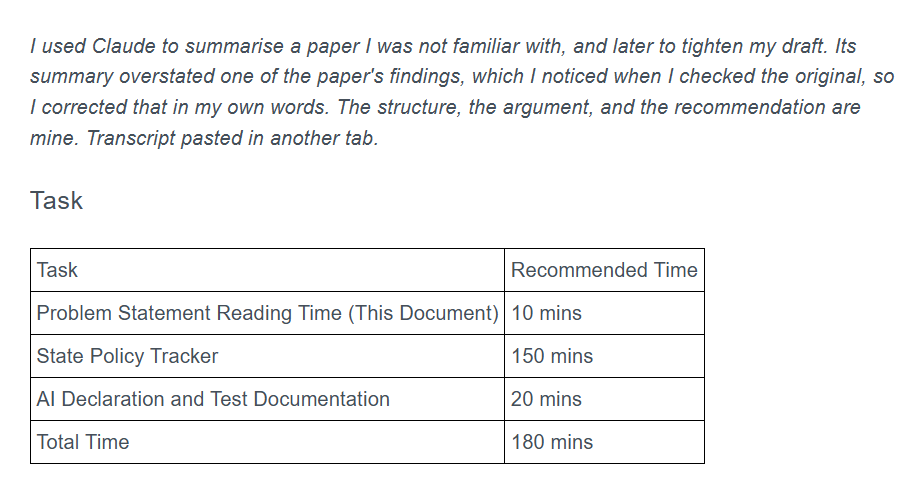 I used Claude to summarise a paper I was not familiar with, and later to tighten my draft. Its
summary overstated one of the paper's findings, which I noticed when I checked the original, so
I corrected that in my own words. The structure, the argument, and the recommendation are
mine. Transcript pasted in another tab.
Task
Task Recommended Time
Problem Statement Reading Time (This Document) 10 mins
State Policy Tracker 150 mins
AI Declaration and Test Documentation 20 mins
Total Time 180 mins